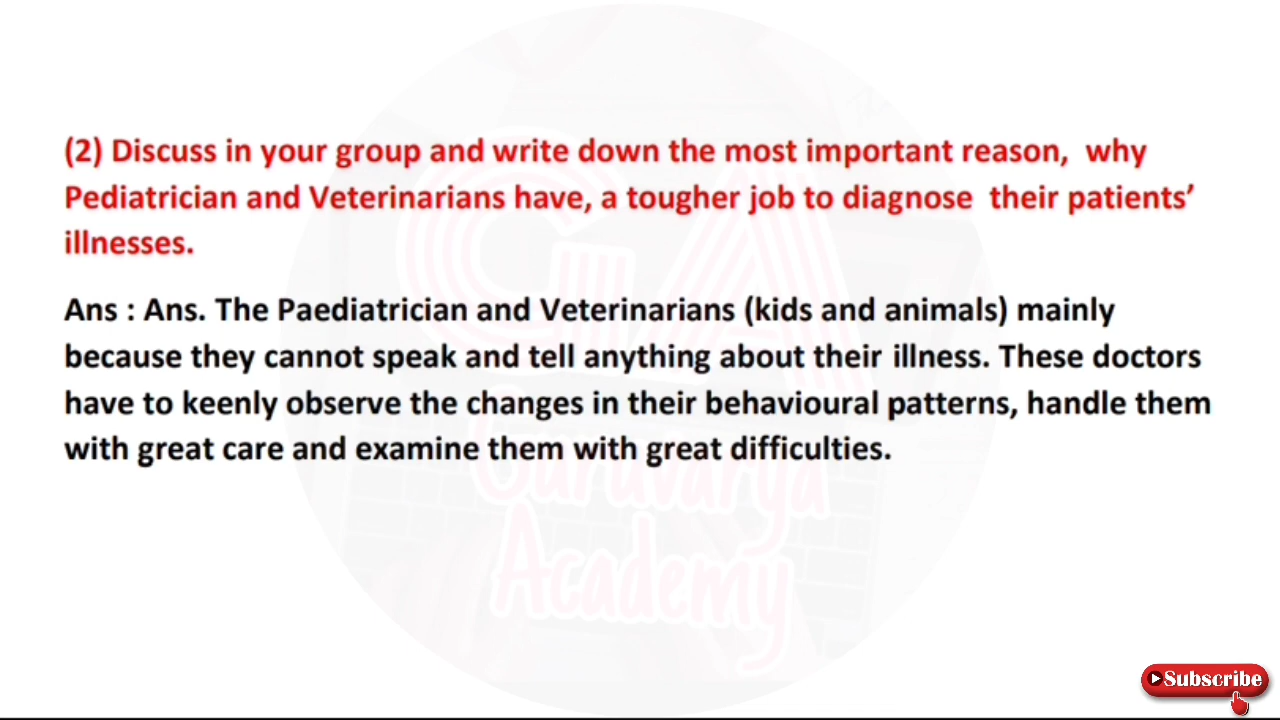 (2) Discuss in your group and write down the most important reason, why
Pediatrician and Veterinarians have, a tougher job to diagnose their patients’
illnesses.
Ans : Ans. The Paediatrician and Veterinarians (kids and animals) mainly
because they cannot speak and tell anything about their illness. These doctors
have to keenly observe the changes in their behavioural patterns, handle them
with great care and examine them with great difficulties.
GA
Guruvarya
Academy
Subscribe